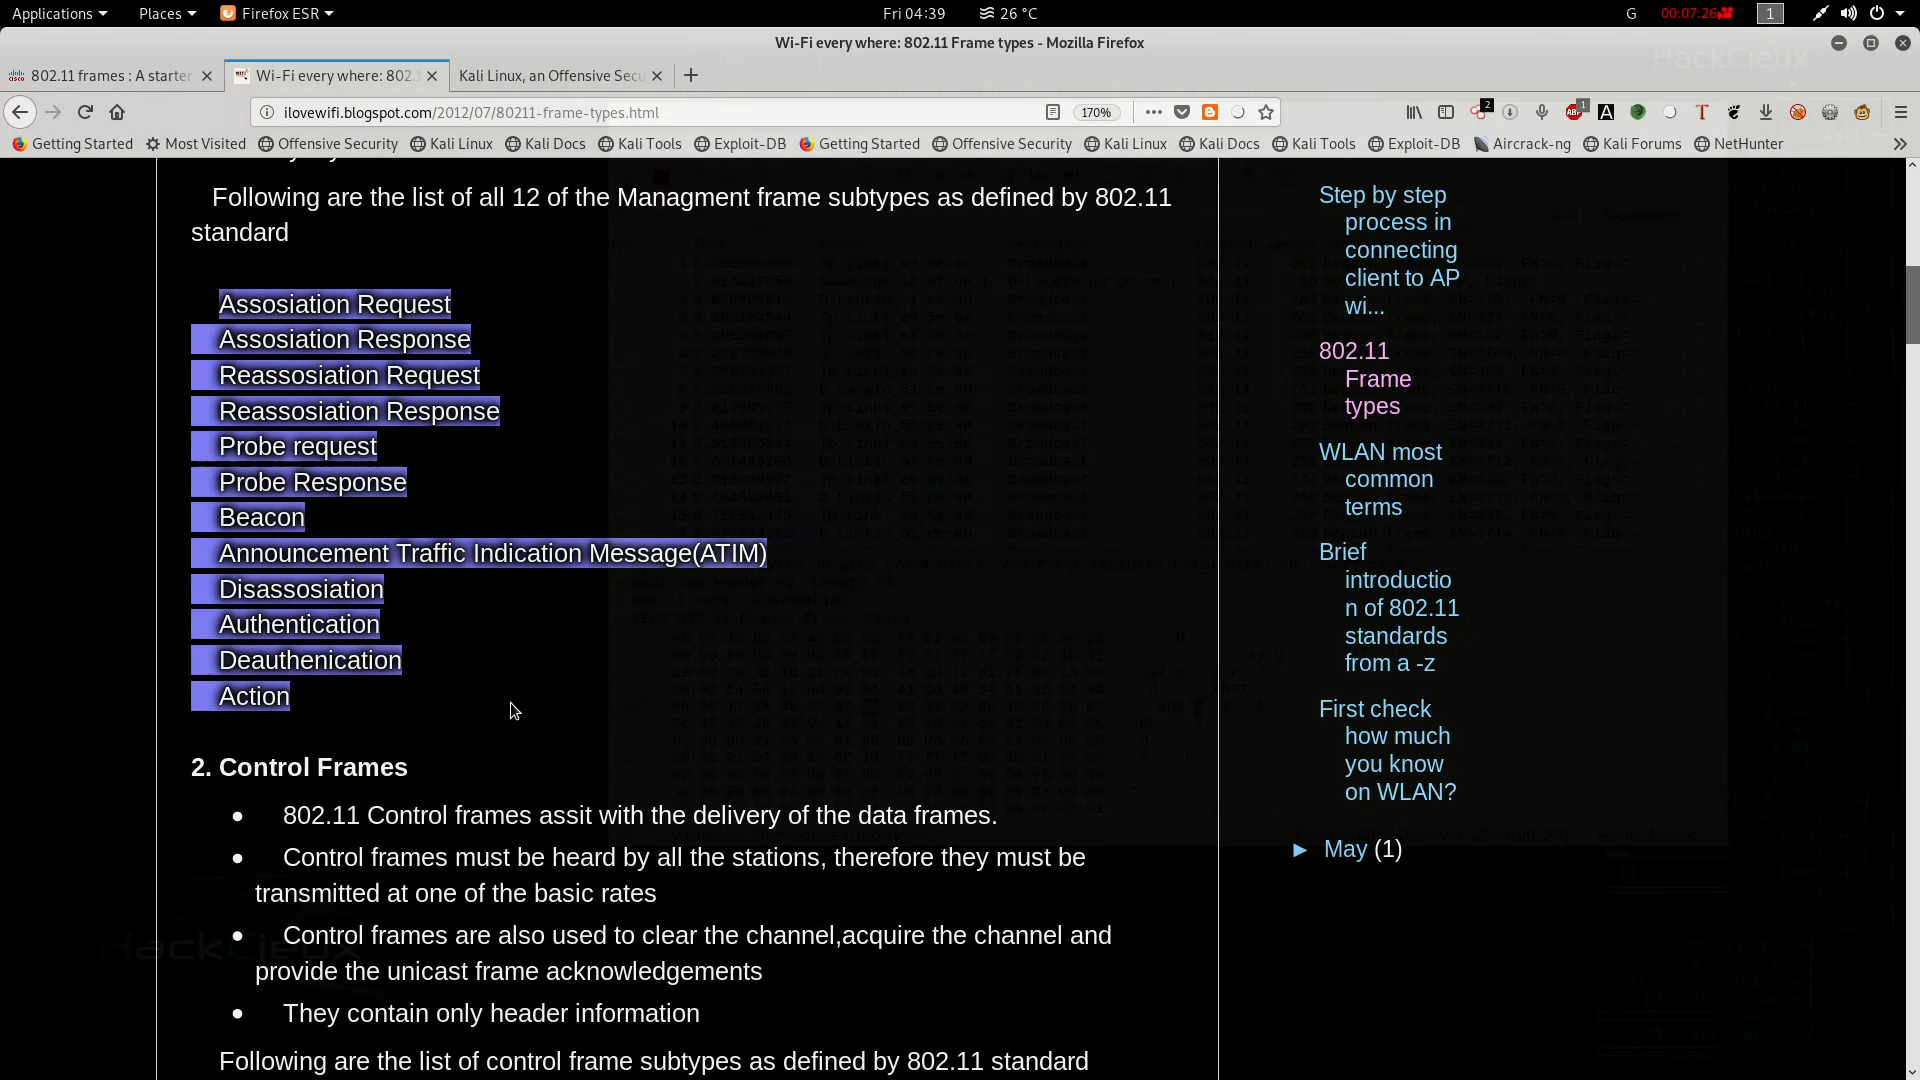 Applications
Places
Firefox ESR
Fri 04:39
26 °C
G
00:07:26
1
Wi-Fi every where: 802.11 Frame types - Mozilla Firefox
HackCieux
802.11 frames : A starter
Wi-Fi every where: 802.1
Kali Linux, an Offensive Secu
ilovewifi.blogspot.com/2012/07/80211-frame-types.html
170%
2
ABP
1
A
T
Getting Started
Most Visited
Offensive Security
Kali Linux
Kali Docs
Kali Tools
Exploit-DB
Getting Started
Offensive Security
Kali Linux
Kali Docs
Kali Tools
Exploit-DB
Aircrack-ng
Kali Forums
NetHunter
Following are the list of all 12 of the Managment frame subtypes as defined by 802.11
standard
Assosiation Request
Assosiation Response
Reassosiation Request
Reassosiation Response
Probe request
Probe Response
Beacon
Announcement Traffic Indication Message(ATIM)
Disassosiation
Authentication
Deauthenication
Action
2. Control Frames
802.11 Control frames assit with the delivery of the data frames.
Control frames must be heard by all the stations, therefore they must be
transmitted at one of the basic rates
Control frames are also used to clear the channel,acquire the channel and
provide the unicast frame acknowledgements
They contain only header information
Following are the list of control frame subtypes as defined by 802.11 standard
Step by step
process in
connecting
client to AP
wi...
802.11
Frame
types
WLAN most
common
terms
Brief
introductio
n of 802.11
standards
from a -z
First check
how much
you know
on WLAN?
► May (1)
HackCieux